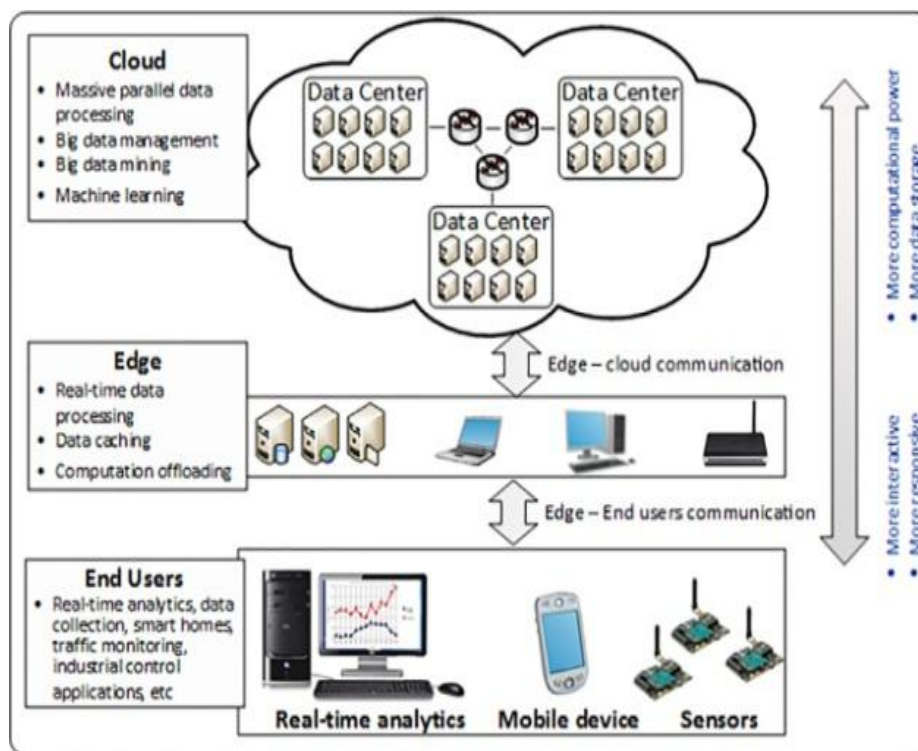 Cloud
• Massive parallel data
processing
• Big data management
• Big data mining
• Machine learning
Data Center
Data Center
Data Center
• More computational power
• More data storage
Edge – cloud communication
Edge
• Real-time data
processing
• Data caching
• Computation offloading
Edge – End users communication
• More interactive
• More responsive
End Users
• Real-time analytics, data
collection, smart homes,
traffic monitoring,
industrial control
applications, etc
Real-time analytics
Mobile device
Sensors